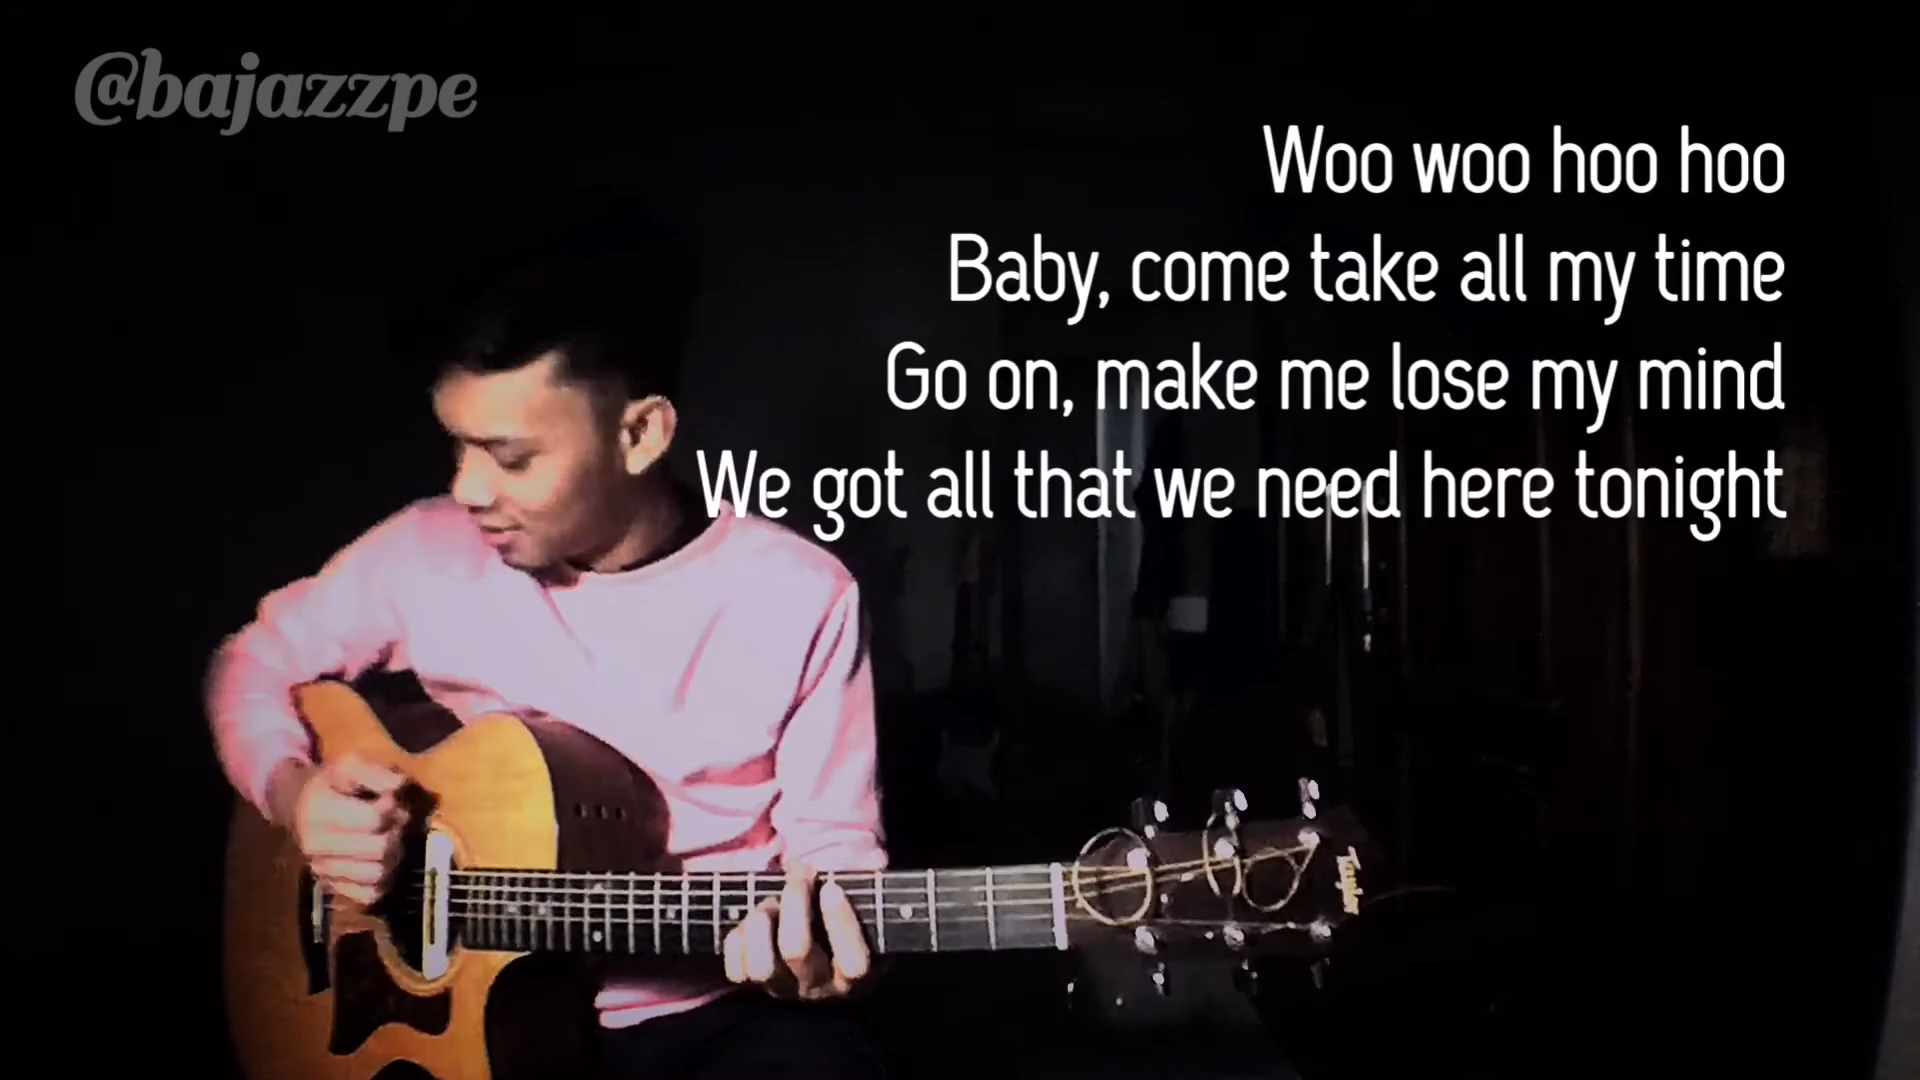 @bajazzpe
Woo woo hoo hoo
Baby, come take all my time
Go on, make me lose my mind
We got all that we need here tonight
Taylor